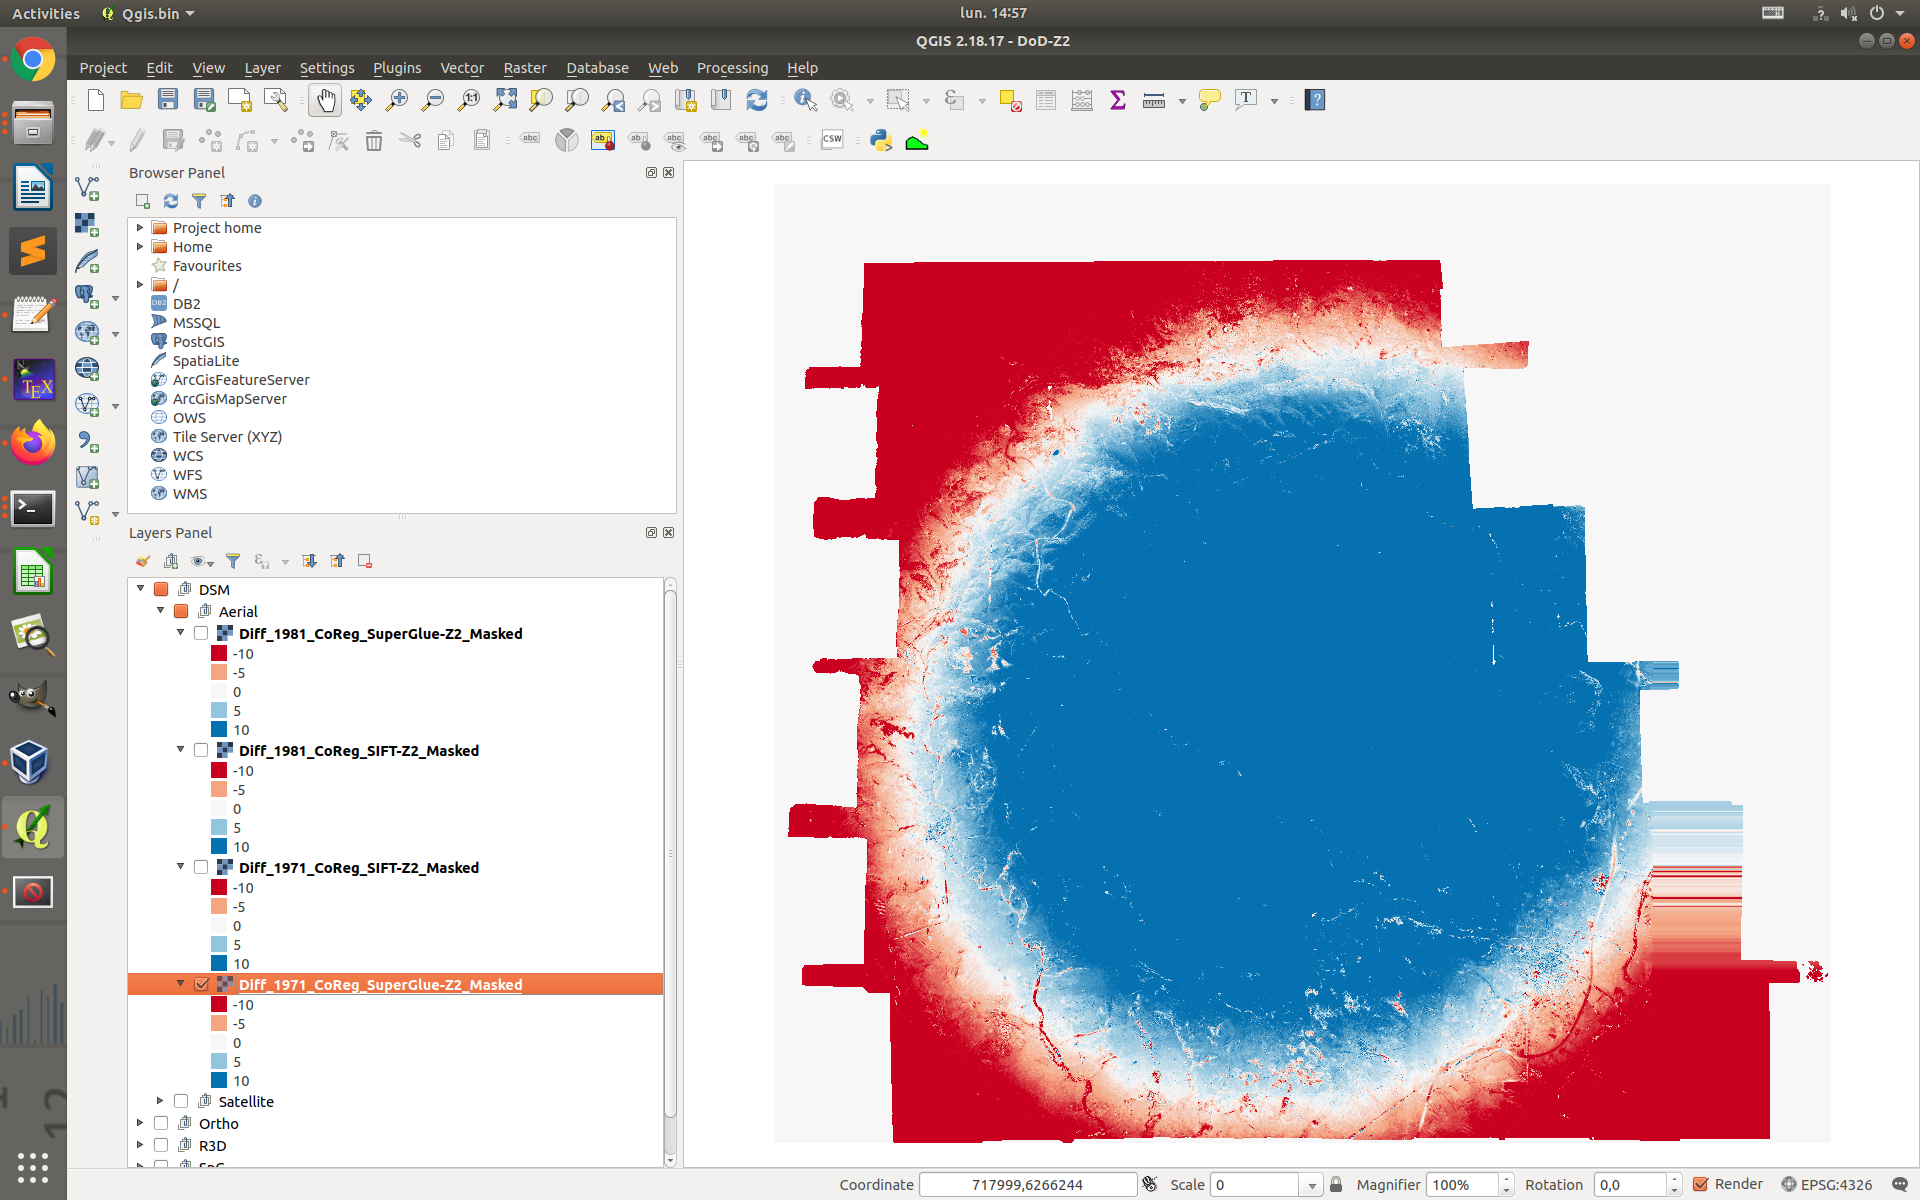 Activities Qgis.bin lun. 14:57
QGIS 2.18.17 - DoD-Z2
Project Edit View Layer Settings Plugins Vector Raster Database Web Processing Help
Browser Panel
Project home
Home
Favourites
/
DB2
MSSQL
PostGIS
SpatiaLite
ArcGisFeatureServer
ArcGisMapServer
OWS
Tile Server (XYZ)
WCS
WFS
WMS
Layers Panel
DSM
Aerial
Diff_1981_CoReg_SuperGlue-Z2_Masked
-10
-5
0
5
10
Diff_1981_CoReg_SIFT-Z2_Masked
-10
-5
0
5
10
Diff_1971_CoReg_SIFT-Z2_Masked
-10
-5
0
5
10
Diff_1971_CoReg_SuperGlue-Z2_Masked
-10
-5
0
5
10
Satellite
Ortho
R3D
Coordinate 717999,6266244 Scale 0 Magnifier 100% Rotation 0,0 Render EPSG:4326